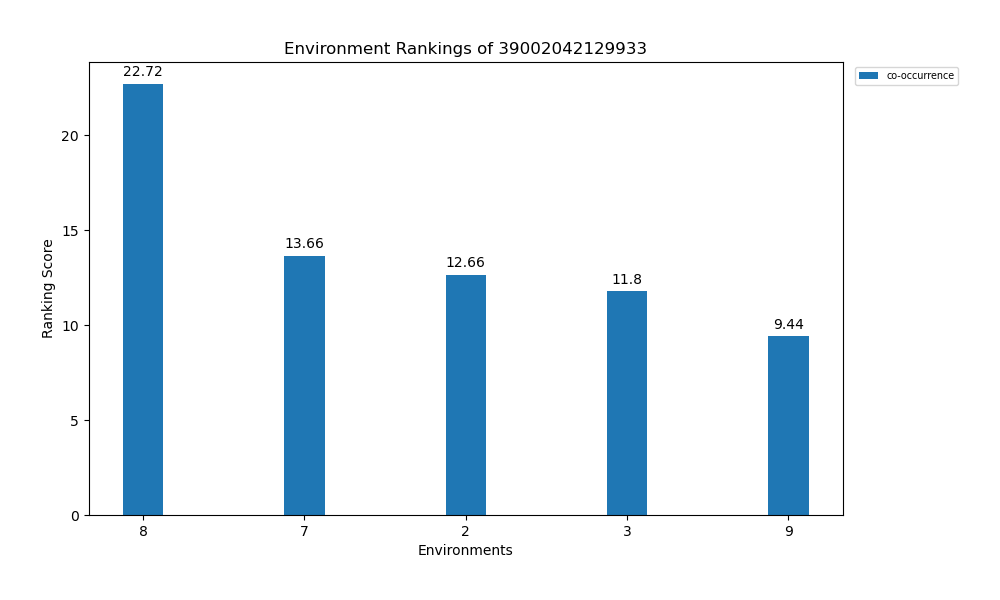 Environment Rankings of 39002042129933
co-occurrence
22.72
13.66
12.66
11.8
9.44
20
15
10
5
0
Ranking Score
8 7 2 3 9
Environments